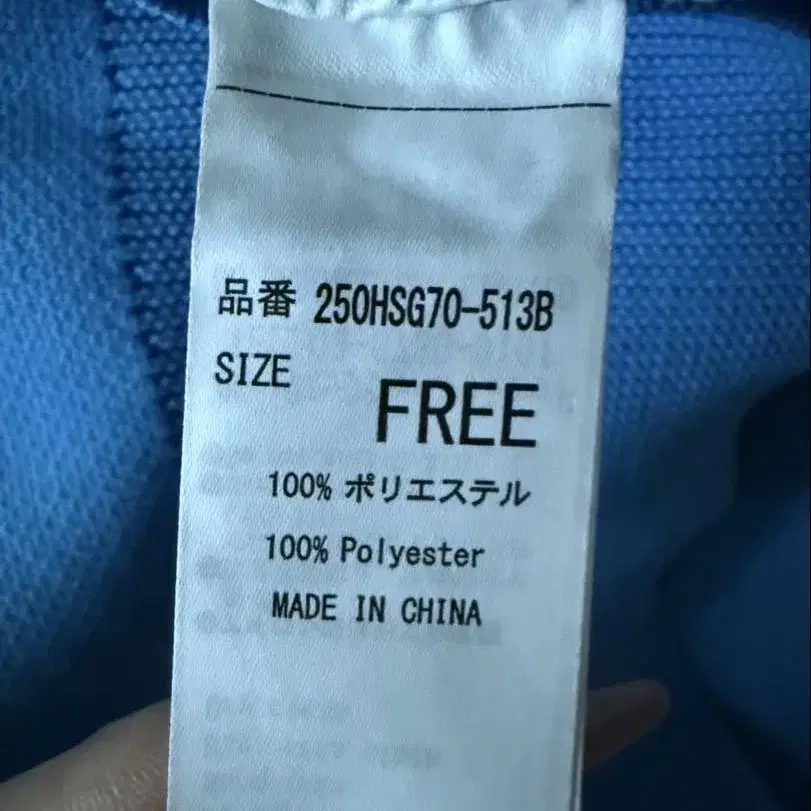 品番 250HSG70-513B
SIZE
FREE
100% ポリエステル
100% Polyester
MADE IN CHINA